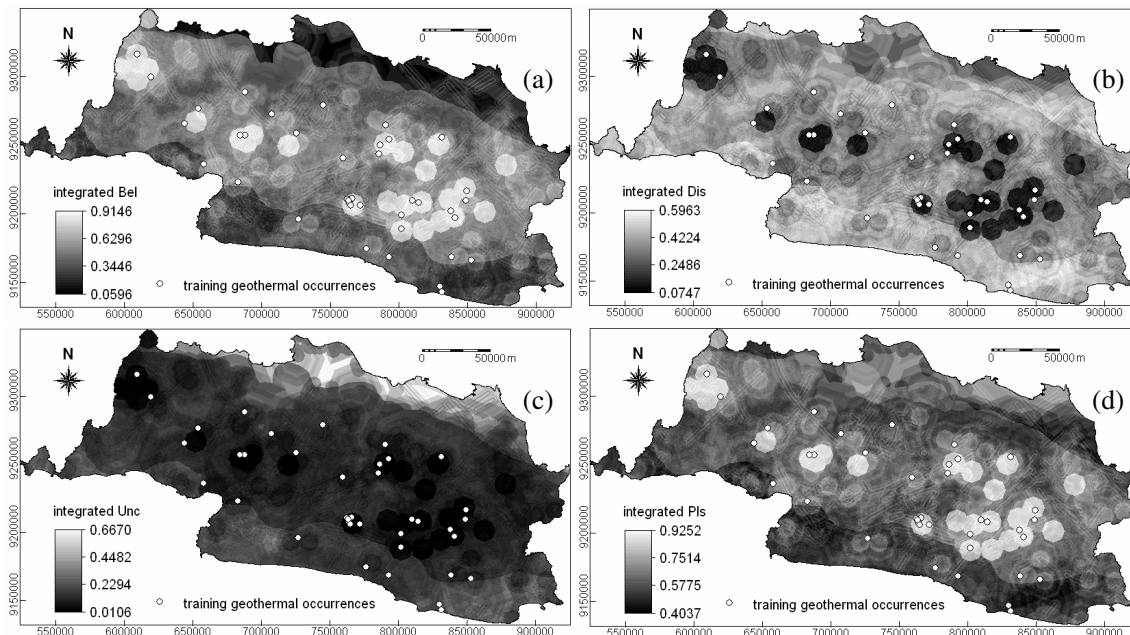 N
0 50000 m
(a)
9300000
9250000
9200000
9150000
integrated Bel
0.9146
0.6296
0.3446
0.0596
training geothermal occurrences
550000 600000 650000 700000 750000 800000 850000 900000
N
0 50000 m
(b)
9300000
9250000
9200000
9150000
integrated Dis
0.5963
0.4224
0.2486
0.0747
training geothermal occurrences
550000 600000 650000 700000 750000 800000 850000 900000
N
0 50000 m
(c)
9300000
9250000
9200000
9150000
integrated Unc
0.6670
0.4482
0.2294
0.0106
training geothermal occurrences
550000 600000 650000 700000 750000 800000 850000 900000
N
0 50000 m
(d)
9300000
9250000
9200000
9150000
integrated Pls
0.9252
0.7514
0.5775
0.4037
training geothermal occurrences
550000 600000 650000 700000 750000 800000 850000 900000